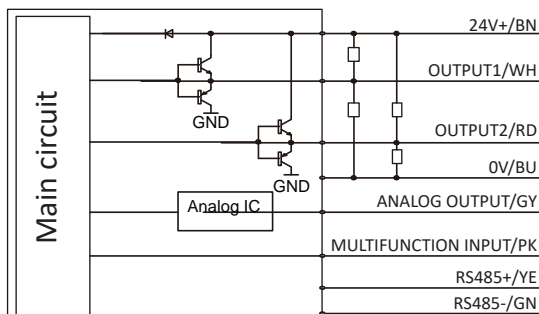 Main circuit
24V+/BN
OUTPUT1/WH
GND
OUTPUT2/RD
GND
0V/BU
Analog IC
ANALOG OUTPUT/GY
MULTIFUNCTION INPUT/PK
RS485+/YE
RS485-/GN